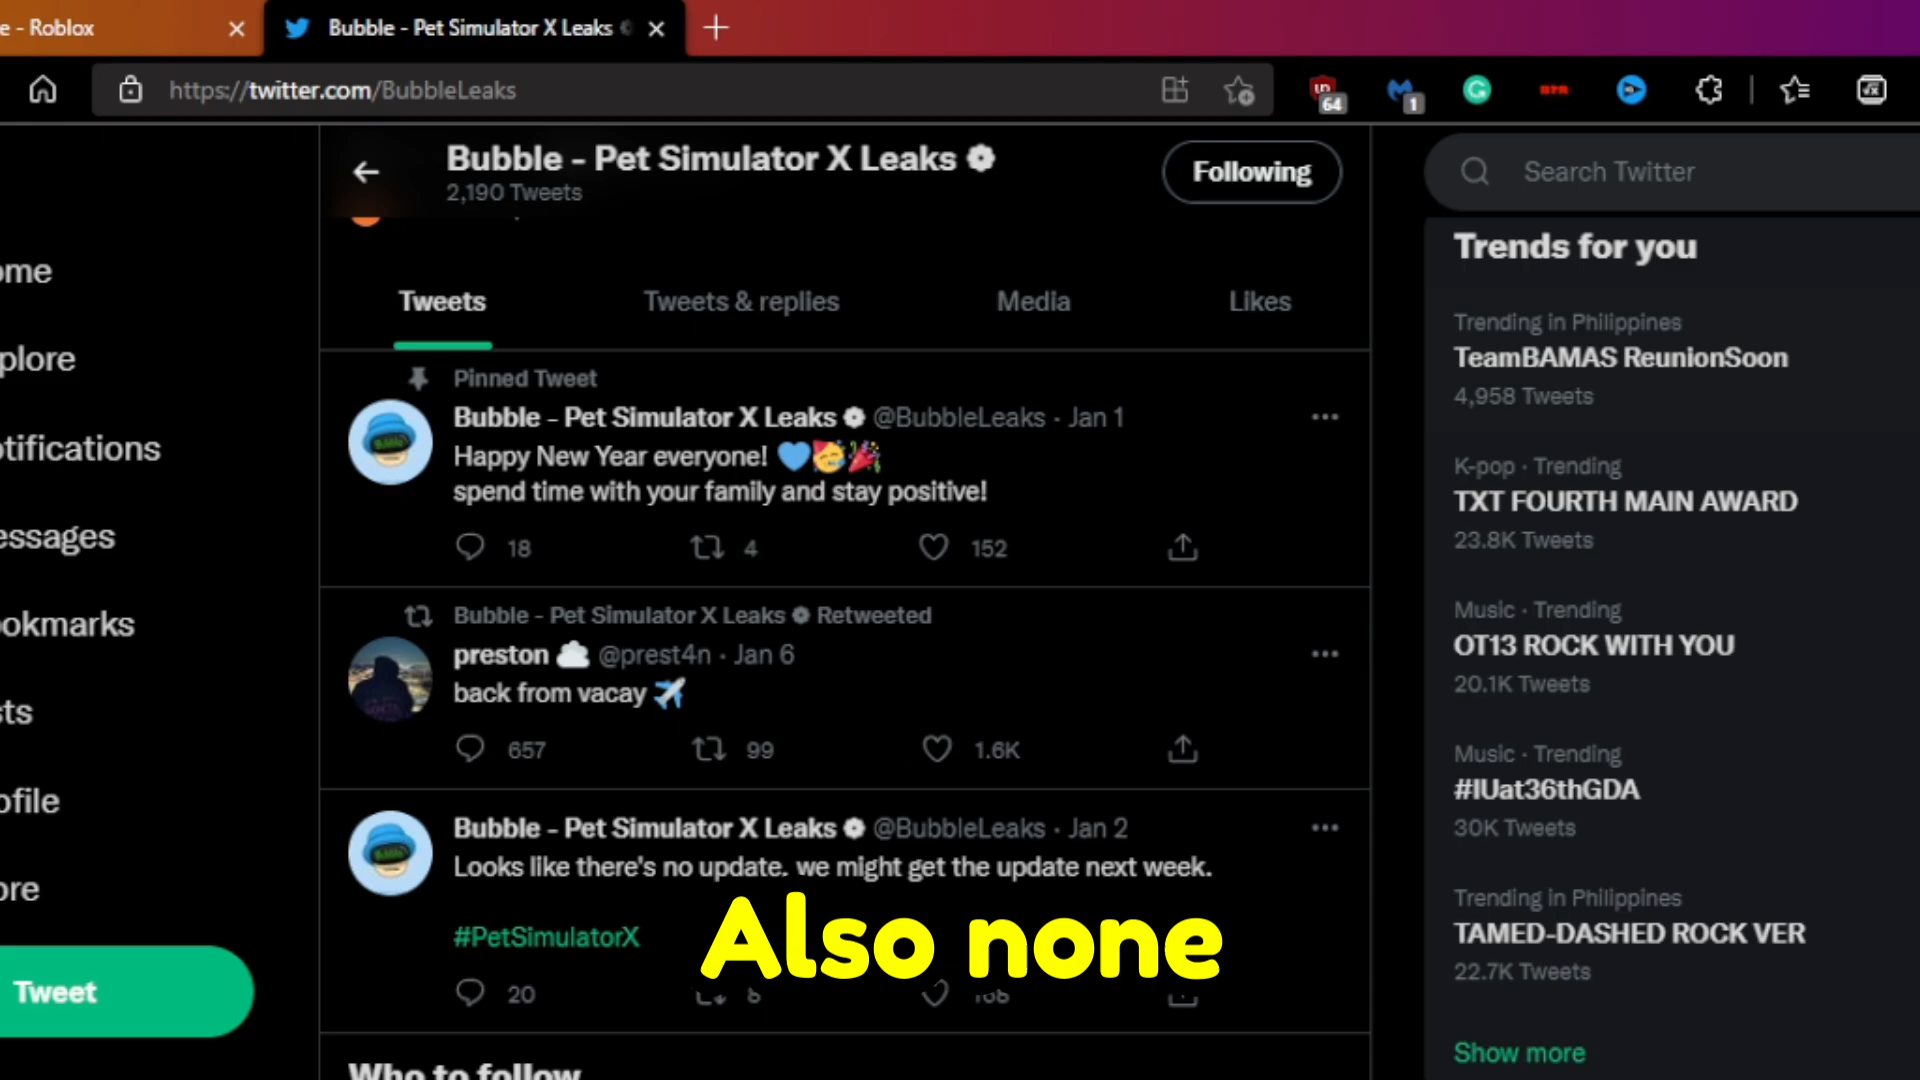 e - Roblox
Bubble - Pet Simulator X Leaks
https://twitter.com/BubbleLeaks
64
1
Bubble - Pet Simulator X Leaks
2,190 Tweets
Following
Search Twitter
ome
plore
otifications
essages
ookmarks
sts
ofile
ore
Tweet
Tweets
Tweets & replies
Media
Likes
Pinned Tweet
Bubble - Pet Simulator X Leaks @BubbleLeaks · Jan 1
Happy New Year everyone! 💙🥳🎉
spend time with your family and stay positive!
18
4
152
Bubble - Pet Simulator X Leaks Retweeted
preston ☁️ @prest4n · Jan 6
back from vacay ✈️
657
99
1.6K
Bubble - Pet Simulator X Leaks @BubbleLeaks · Jan 2
Looks like there's no update. we might get the update next week.
#PetSimulatorX
Also none
20
Who to follow
Trends for you
Trending in Philippines
TeamBAMAS ReunionSoon
4,958 Tweets
K-pop · Trending
TXT FOURTH MAIN AWARD
23.8K Tweets
Music · Trending
OT13 ROCK WITH YOU
20.1K Tweets
Music · Trending
#IUat36thGDA
30K Tweets
Trending in Philippines
TAMED-DASHED ROCK VER
22.7K Tweets
Show more